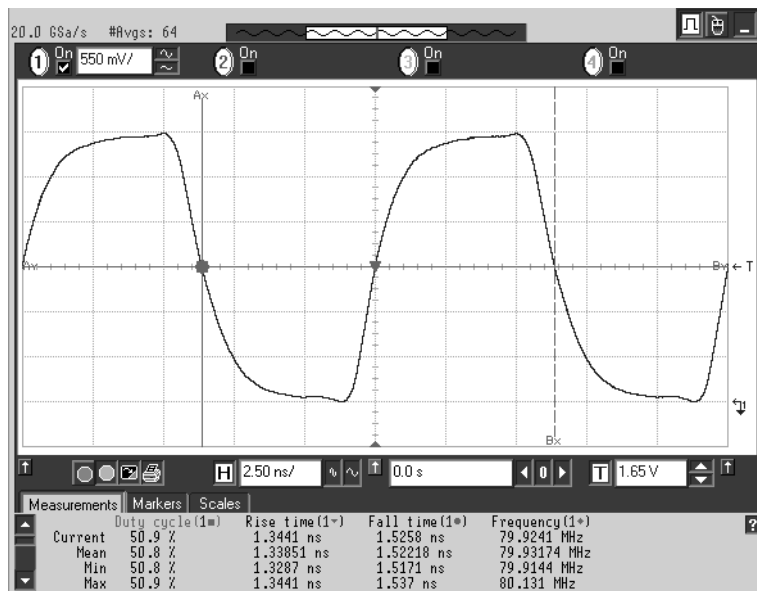 20.0 GSa/s #Avgs: 64
1 On 550 mV/ 2 On 3 On 4 On
Ax
Ay
By
T
Bx
H 2.50 ns/ 0.0 s 0 T 1.65 V
Measurements Markers Scales
Duty cycle(1■) Rise time(1▾) Fall time(1●) Frequency(1♦)
Current 50.9 % 1.3441 ns 1.5258 ns 79.9241 MHz
Mean 50.8 % 1.33851 ns 1.52218 ns 79.93174 MHz
Min 50.8 % 1.3287 ns 1.5171 ns 79.9144 MHz
Max 50.9 % 1.3441 ns 1.537 ns 80.131 MHz
?